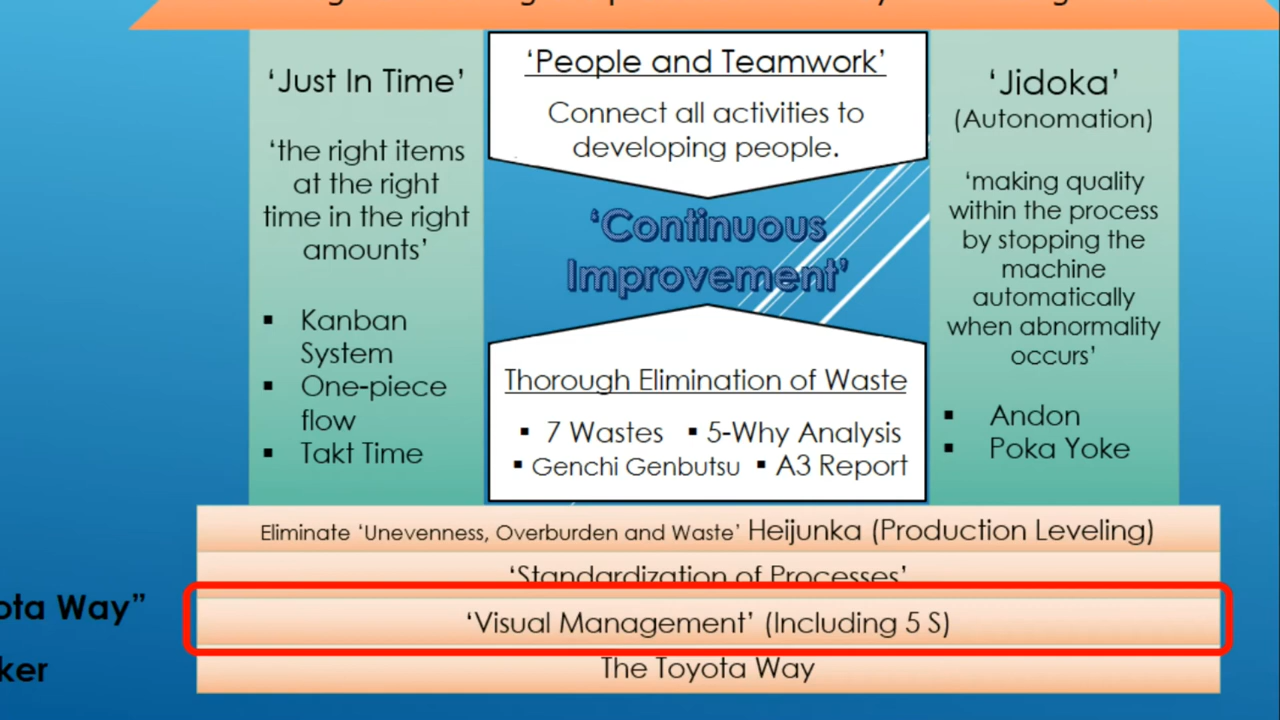 ‘Just In Time’
‘the right items
at the right
time in the right
amounts’
▪ Kanban
System
▪ One-piece
flow
▪ Takt Time
‘People and Teamwork’
Connect all activities to
developing people.
‘Continuous
Improvement’
Thorough Elimination of Waste
▪ 7 Wastes ▪ 5-Why Analysis
▪ Genchi Genbutsu ▪ A3 Report
‘Jidoka’
(Autonomation)
‘making quality
within the process
by stopping the
machine
automatically
when abnormality
occurs’
▪ Andon
▪ Poka Yoke
Eliminate ‘Unevenness, Overburden and Waste’ Heijunka (Production Leveling)
‘Standardization of Processes’
‘Visual Management’ (Including 5 S)
The Toyota Way
ota Way”
ker